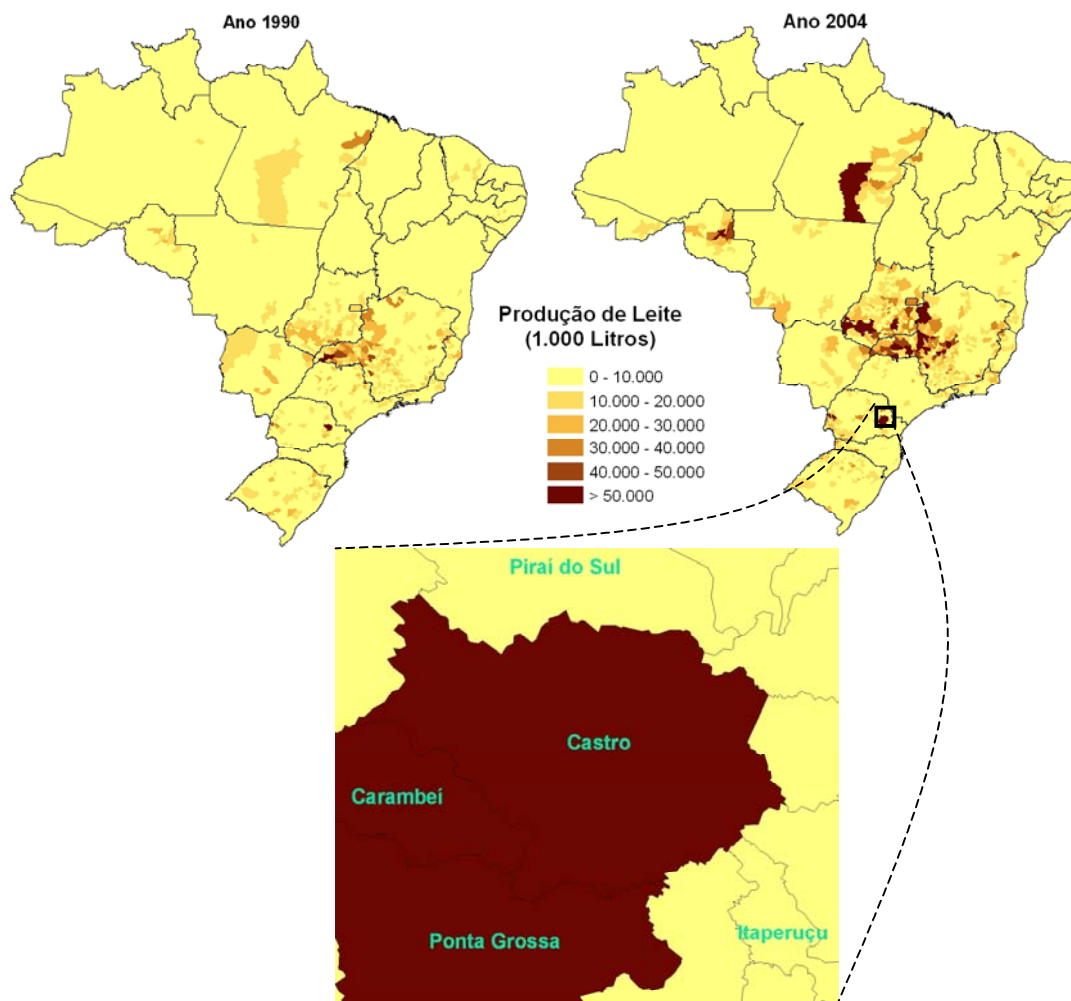 Ano 1990
Ano 2004
Produção de Leite
(1.000 Litros)
0 - 10.000
10.000 - 20.000
20.000 - 30.000
30.000 - 40.000
40.000 - 50.000
> 50.000
Piraí do Sul
Castro
Carambeí
Ponta Grossa
Itaperuçu